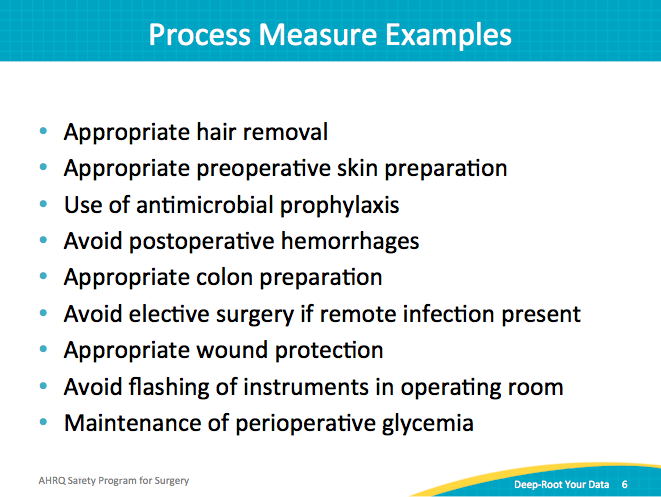 Process Measure Examples
• Appropriate hair removal
• Appropriate preoperative skin preparation
• Use of antimicrobial prophylaxis
• Avoid postoperative hemorrhages
• Appropriate colon preparation
• Avoid elective surgery if remote infection present
• Appropriate wound protection
• Avoid flashing of instruments in operating room
• Maintenance of perioperative glycemia
AHRQ Safety Program for Surgery
Deep-Root Your Data 6